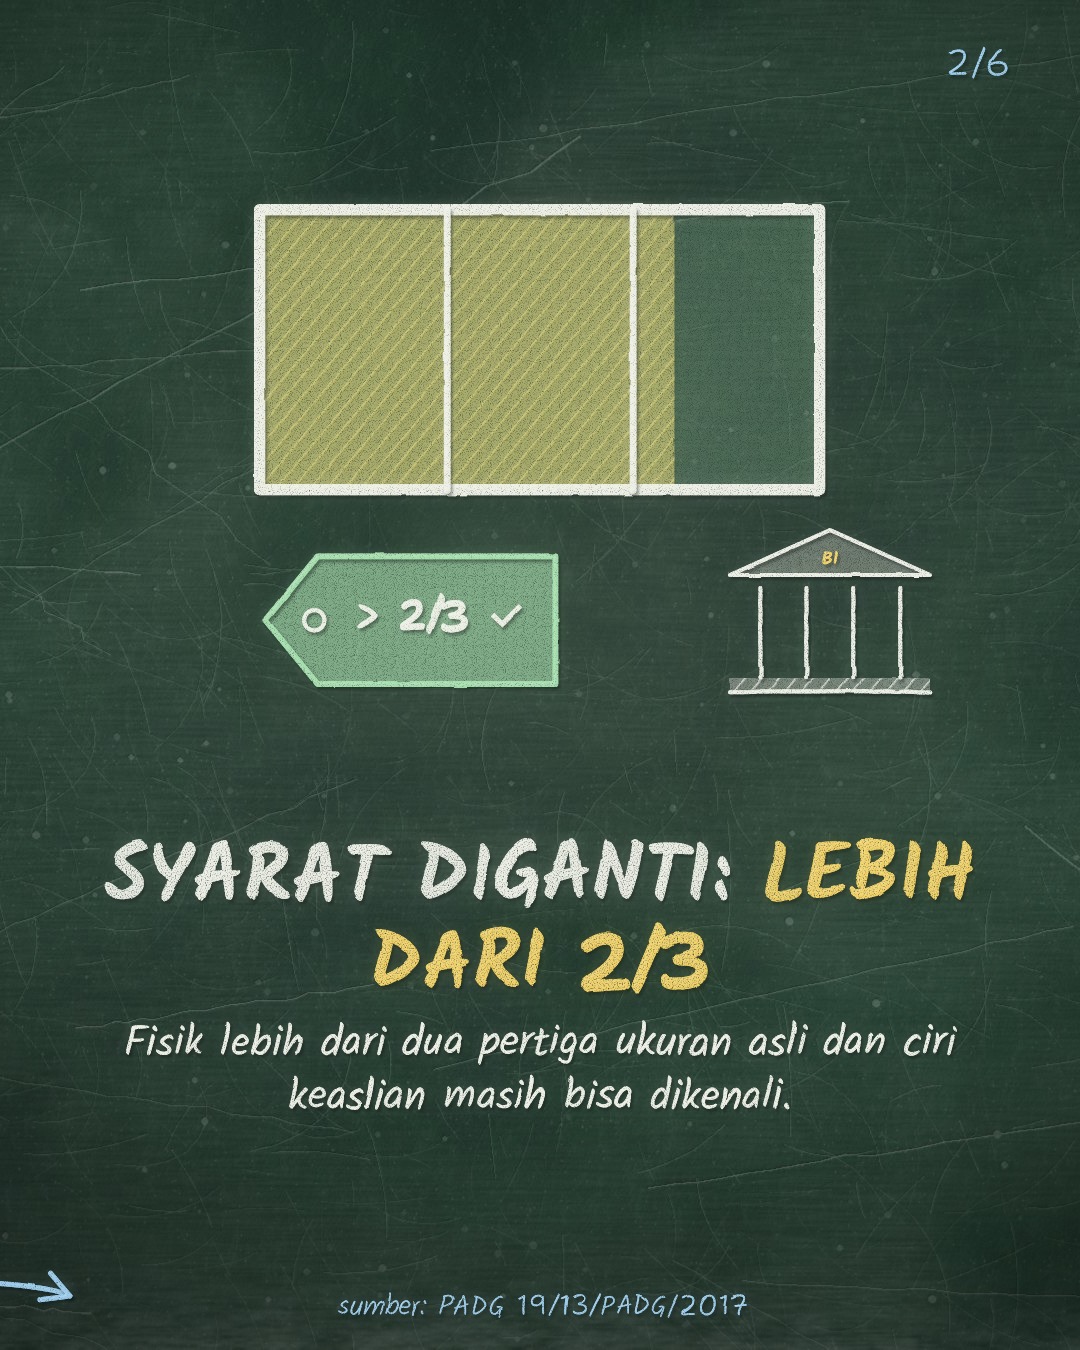 2/6
BI
> 2/3 ✓
SYARAT DIGANTI: LEBIH
DARI 2/3
Fisik lebih dari dua pertiga ukuran asli dan ciri
keaslian masih bisa dikenali.
sumber: PADG 19/13/PADG/2017